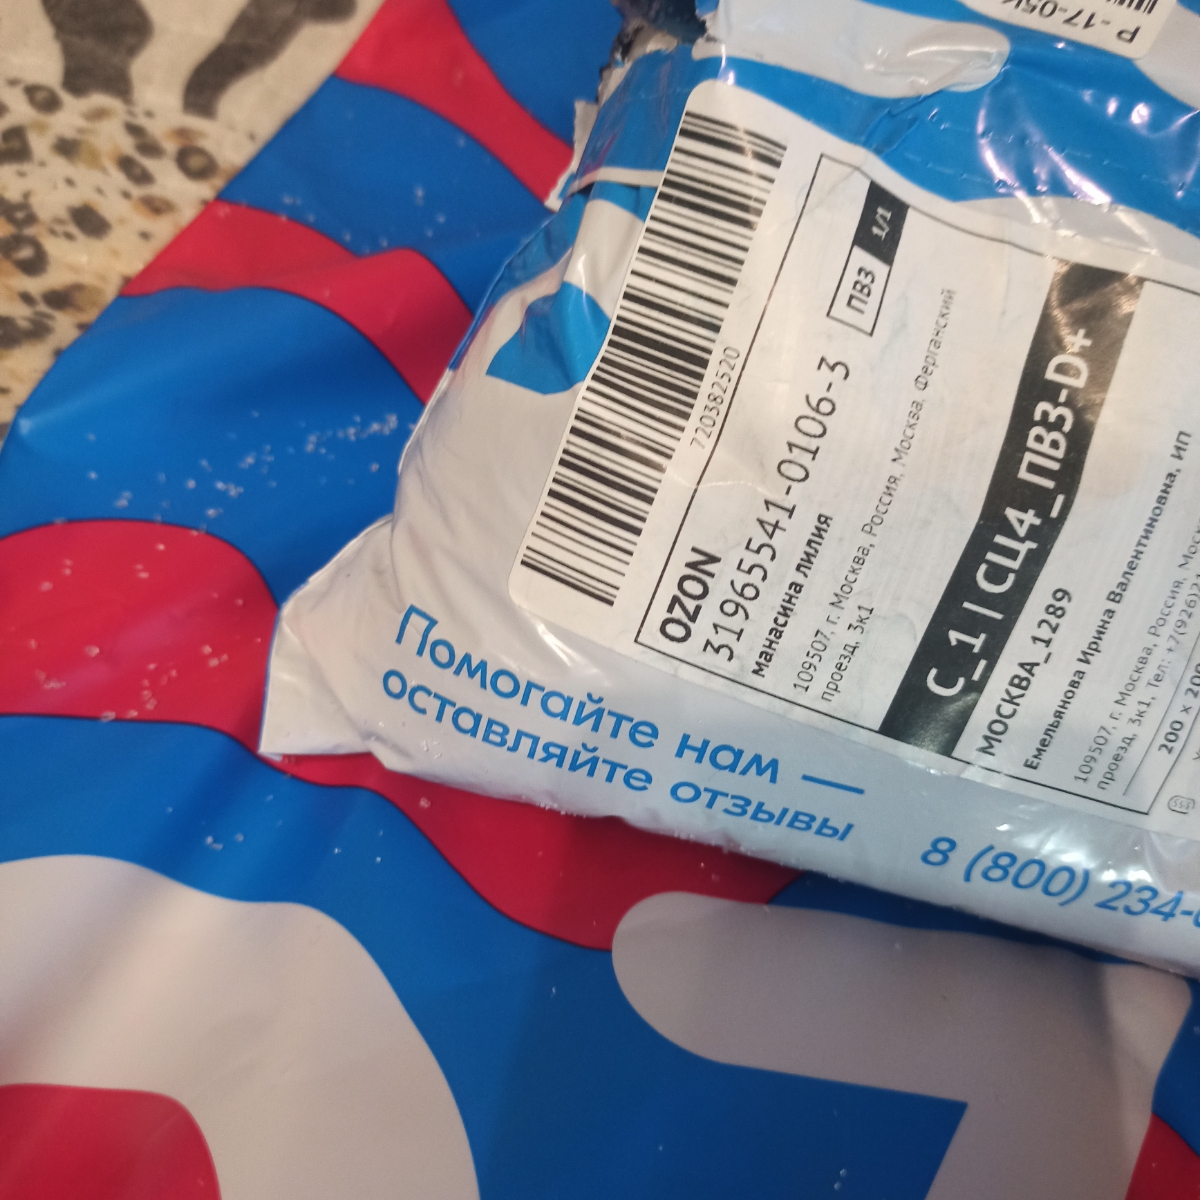 P_-17-05
720382520
ПВЗ 1/1
OZON
31965541-0106-3
манасина лилия
109507, г. Москва, Россия, Москва, Ферганский
проезд, 3к1
С_1 | СЦ4_ПВЗ-D+
МОСКВА_1289
Емельянова Ирина Валентиновна, ИП
109507, г. Москва, Россия,
проезд, 3к1, Тел: +7(926)
200 x 200
Помогайте нам —
оставляйте отзывы
8 (800) 234-